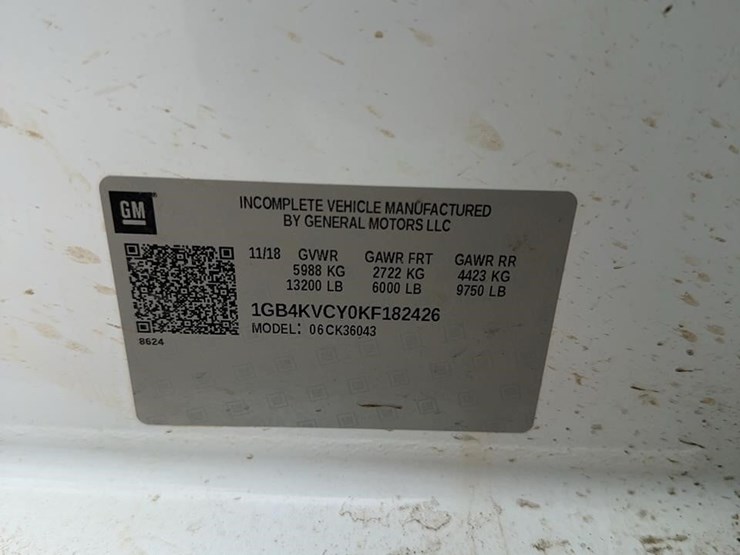 GM
INCOMPLETE VEHICLE MANUFACTURED
BY GENERAL MOTORS LLC
11/18 GVWR GAWR FRT GAWR RR
5988 KG 2722 KG 4423 KG
13200 LB 6000 LB 9750 LB
1GB4KVCY0KF182426
MODEL: 06CK36043
8624